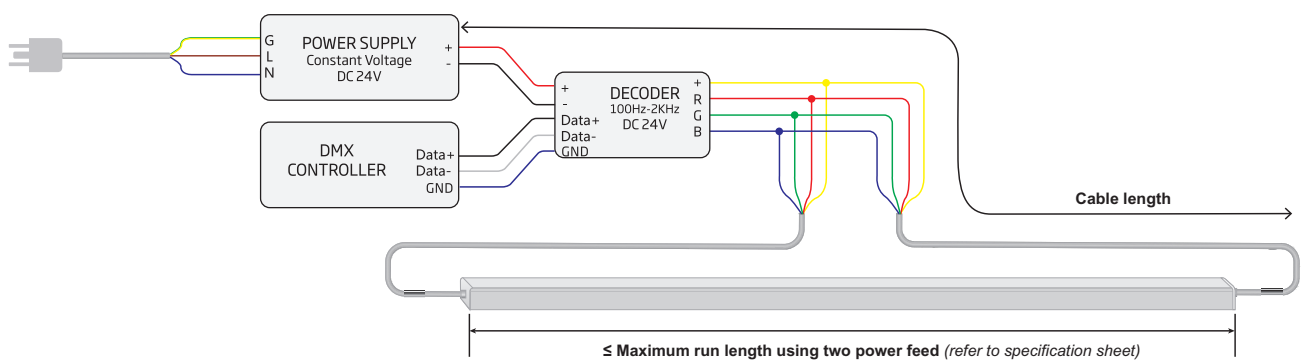 G
L
N
POWER SUPPLY
Constant Voltage
DC 24V
+
-
DECODER
100Hz-2KHz
DC 24V
+
-
Data+
Data-
GND
+
R
G
B
DMX
CONTROLLER
Data+
Data-
GND
Cable length
≤ Maximum run length using two power feed (refer to specification sheet)